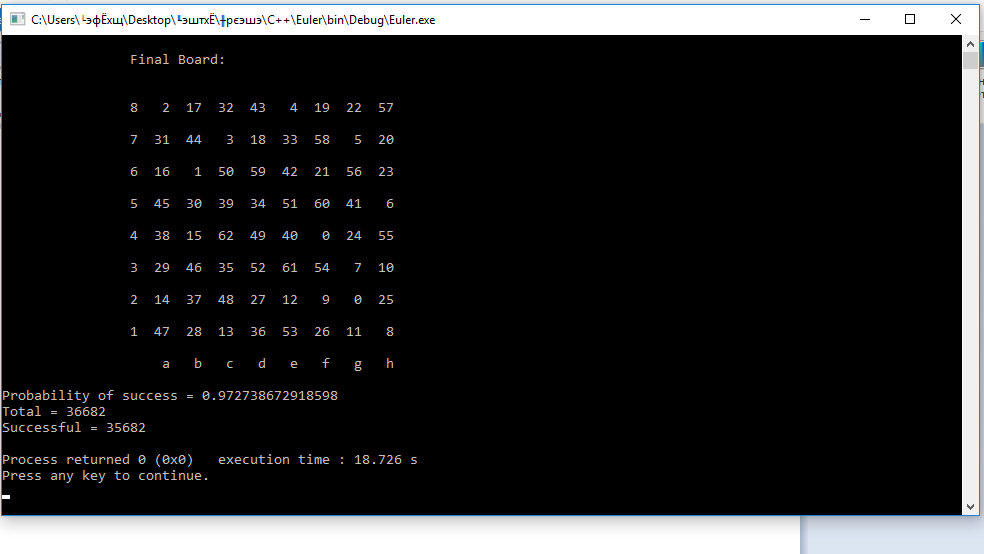 C:\Users\╘эфЁхщ\Desktop\╙эштхЁ\╫рєэшэ\C++\Euler\bin\Debug\Euler.exe
Final Board:
8 2 17 32 43 4 19 22 57
7 31 44 3 18 33 58 5 20
6 16 1 50 59 42 21 56 23
5 45 30 39 34 51 60 41 6
4 38 15 62 49 40 0 24 55
3 29 46 35 52 61 54 7 10
2 14 37 48 27 12 9 0 25
1 47 28 13 36 53 26 11 8
a b c d e f g h
Probability of success = 0.972738672918598
Total = 36682
Successful = 35682
Process returned 0 (0x0) execution time : 18.726 s
Press any key to continue.